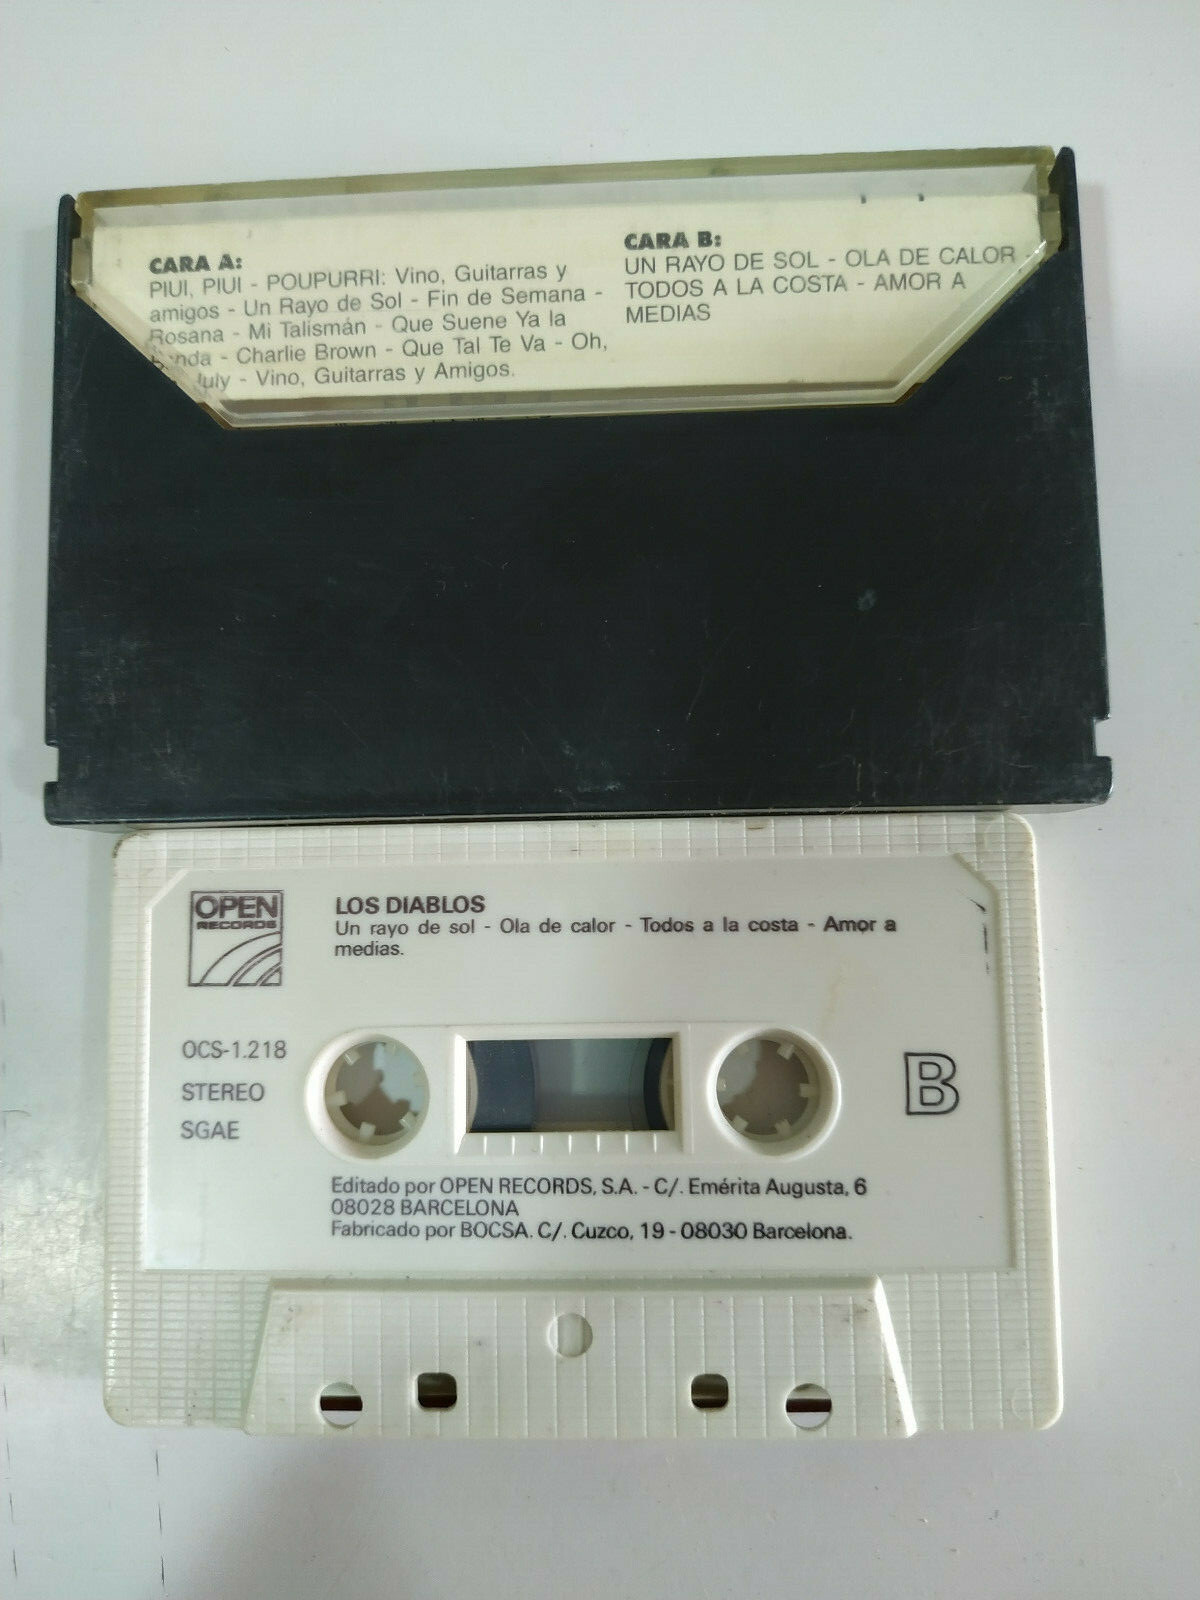 CARA A:
PIUI, PIUI - POUPURRI: Vino, Guitarras y
amigos - Un Rayo de Sol - Fin de Semana -
Rosana - Mi Talismán - Que Suene Ya la
- Charlie Brown - Que Tal Te Va - Oh,
July - Vino, Guitarras y Amigos.
CARA B:
UN RAYO DE SOL - OLA DE CALOR -
TODOS A LA COSTA - AMOR A
MEDIAS
OPEN
RECORDS
LOS DIABLOS
Un rayo de sol - Ola de calor - Todos a la costa - Amor a
medias.
OCS-1.218
STEREO
SGAE
B
Editado por OPEN RECORDS, S.A. - C/. Emérita Augusta, 6
08028 BARCELONA
Fabricado por BOCSA. C/. Cuzco, 19 - 08030 Barcelona.